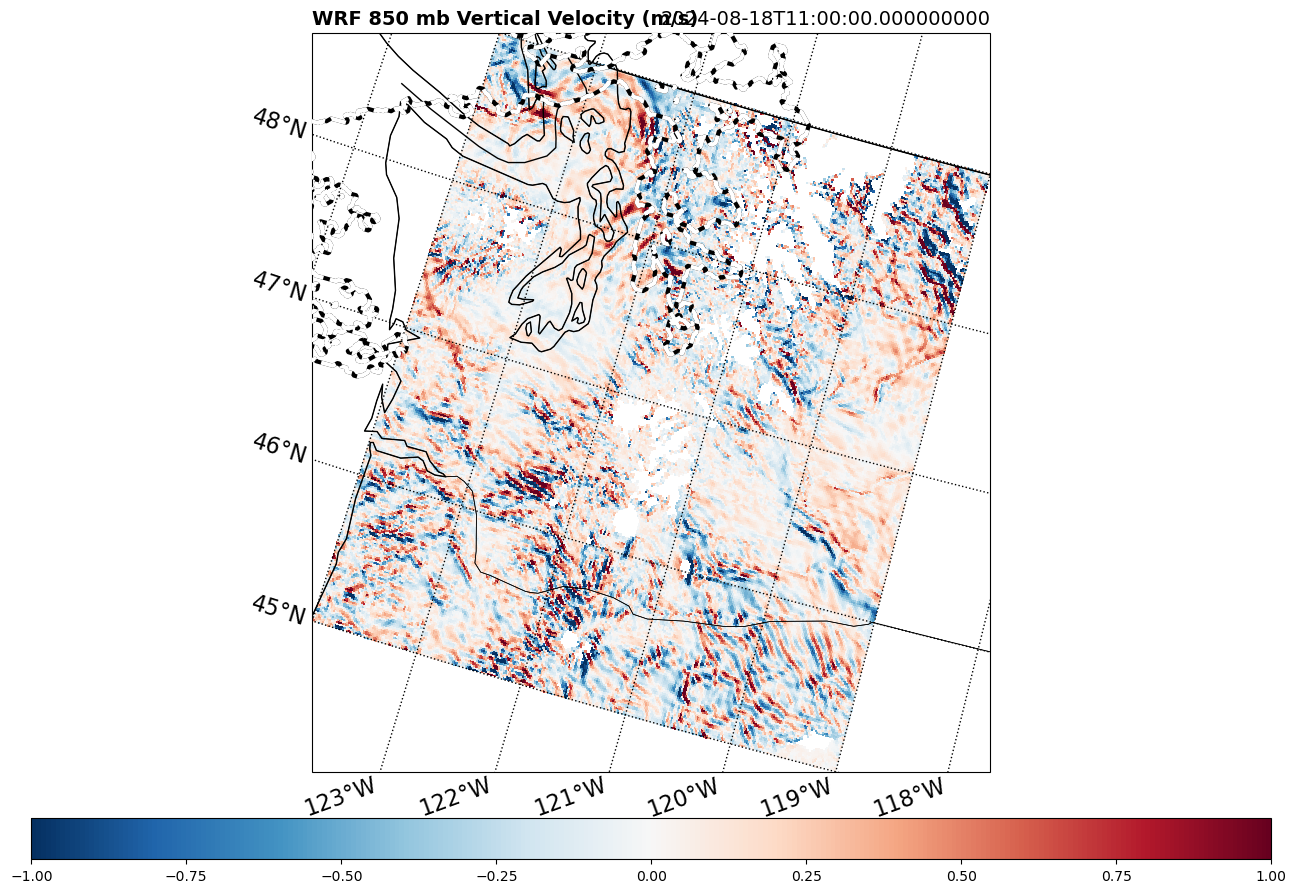 WRF 850 mb Vertical Velocity (m/s)
2024-08-18T11:00:00.000000000
48°N
47°N
46°N
45°N
123°W 122°W 121°W 120°W 119°W 118°W
−1.00 −0.75 −0.50 −0.25 0.00 0.25 0.50 0.75 1.00